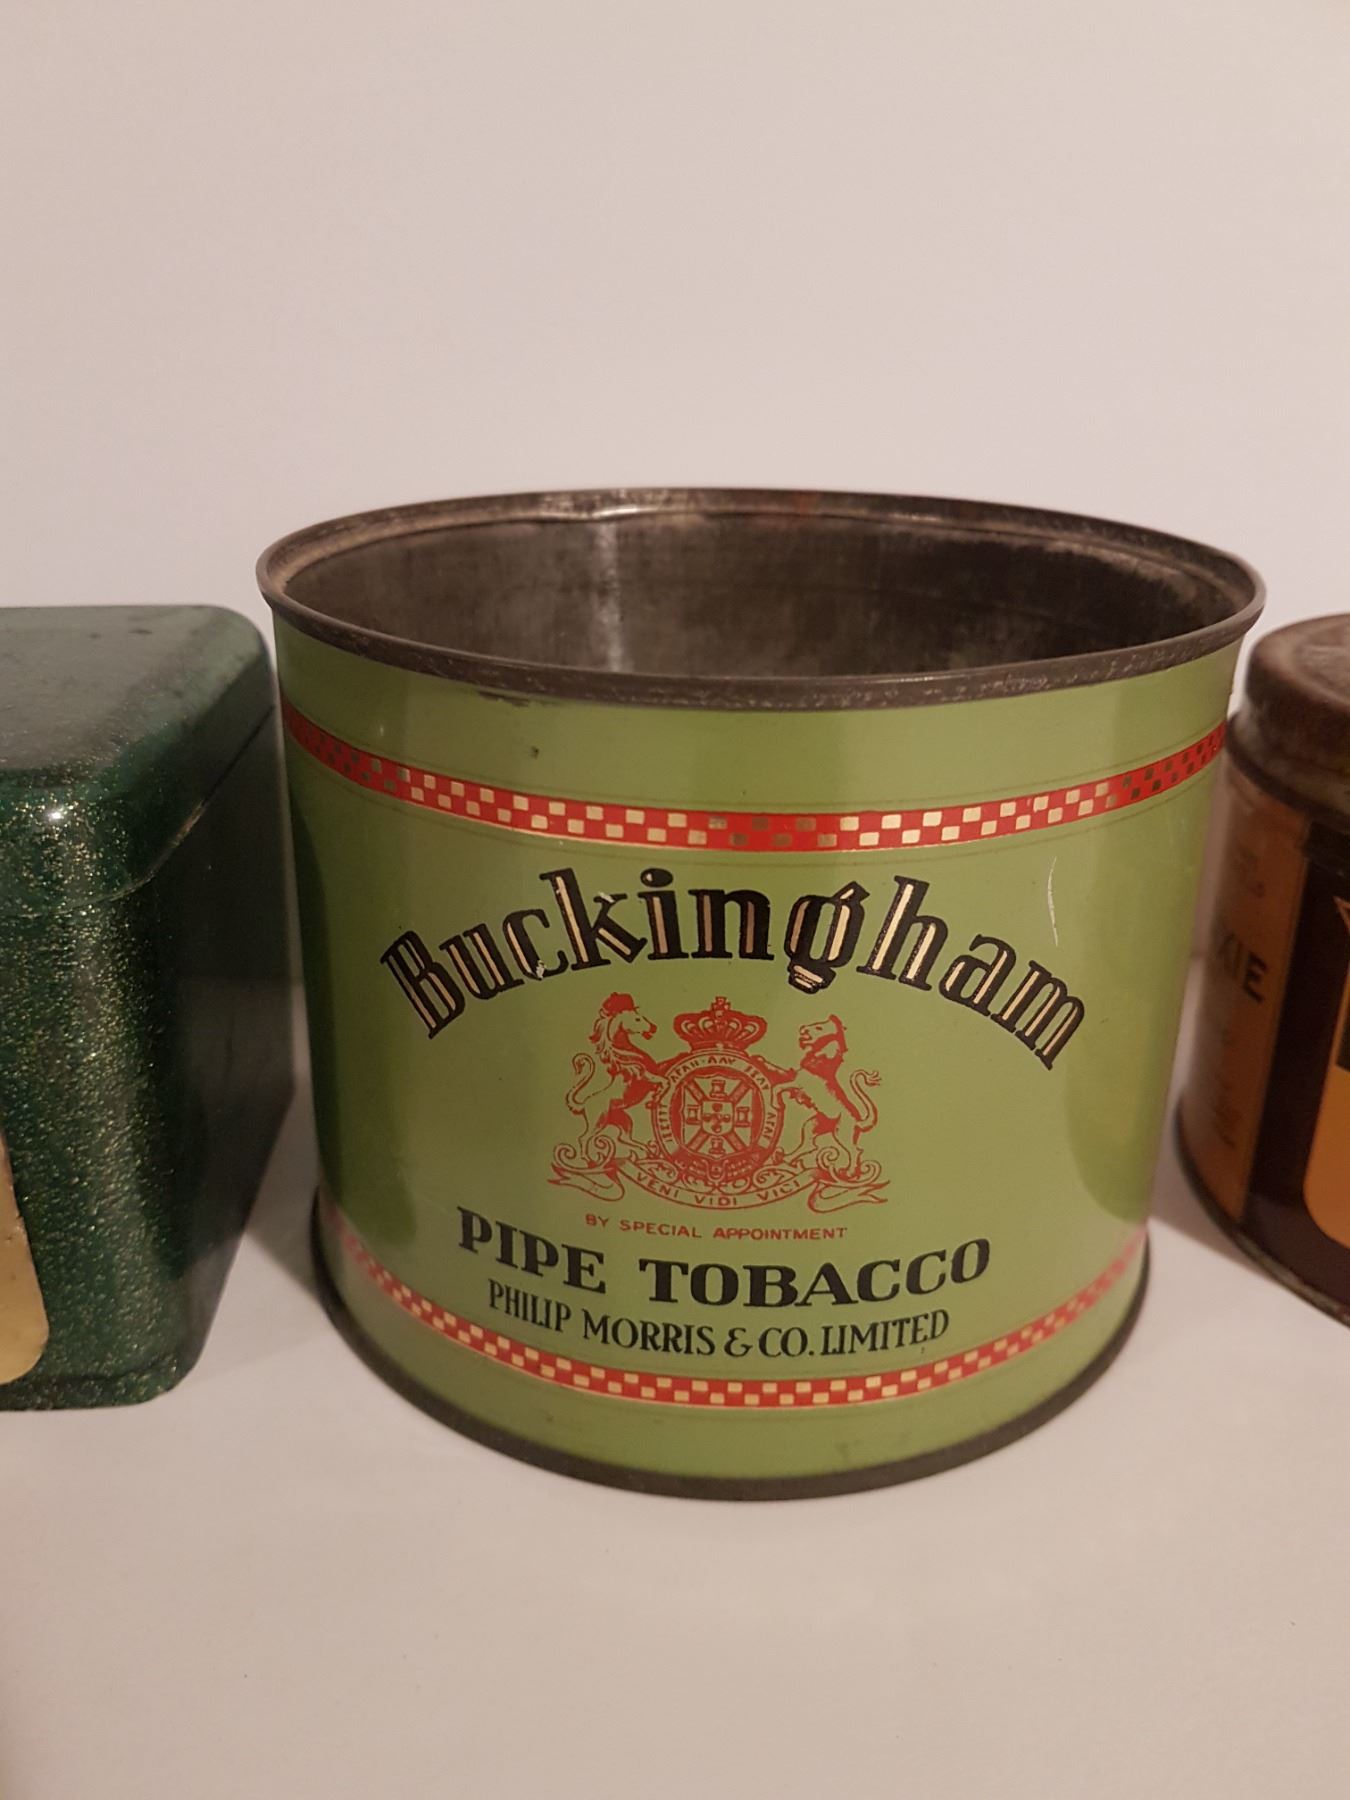 Buckingham
VENI VIDI VICI
BY SPECIAL APPOINTMENT
PIPE TOBACCO
PHILIP MORRIS & CO. LIMITED